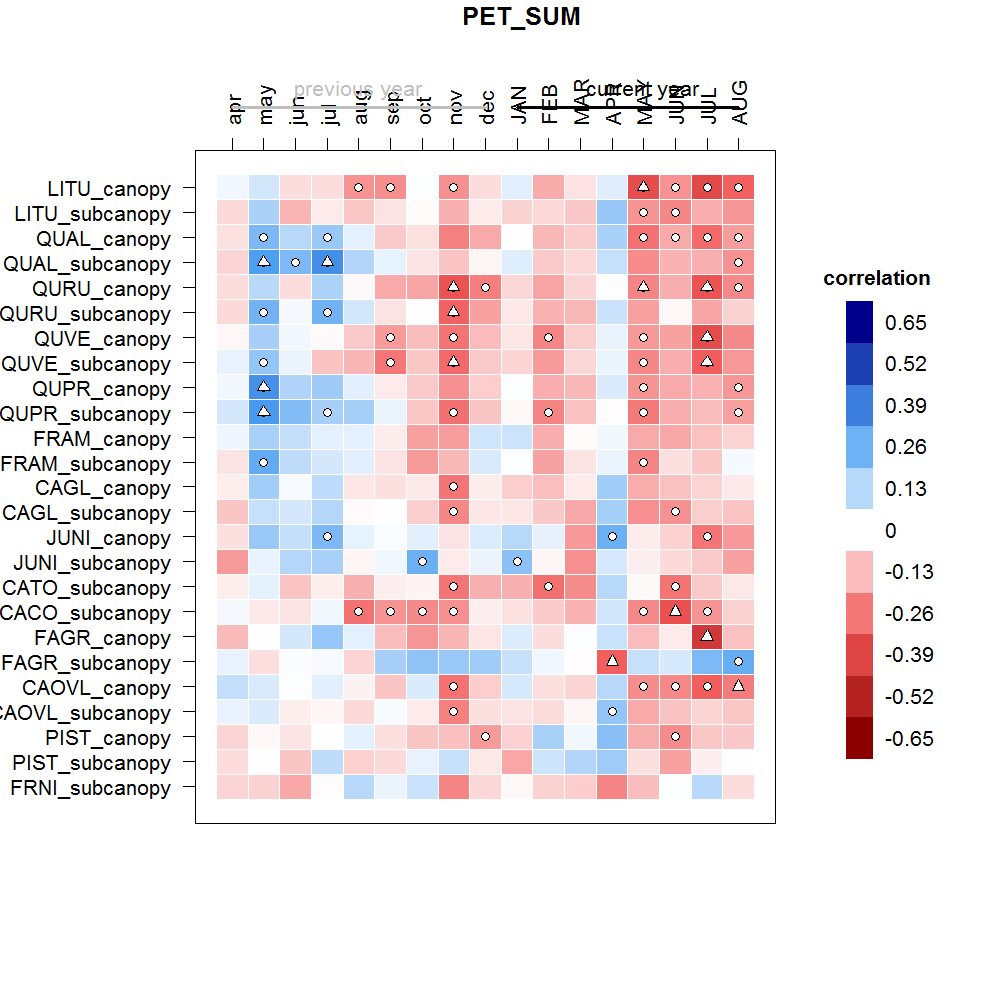 PET_SUM
previous year
current year
apr may jun jul aug sep oct nov dec JAN FEB MAR APR MAY JUN JUL AUG
LITU_canopy
LITU_subcanopy
QUAL_canopy
QUAL_subcanopy
QURU_canopy
QURU_subcanopy
QUVE_canopy
QUVE_subcanopy
QUPR_canopy
QUPR_subcanopy
FRAM_canopy
FRAM_subcanopy
CAGL_canopy
CAGL_subcanopy
JUNI_canopy
JUNI_subcanopy
CATO_subcanopy
CACO_subcanopy
FAGR_canopy
FAGR_subcanopy
CAOVL_canopy
CAOVL_subcanopy
PIST_canopy
PIST_subcanopy
FRNI_subcanopy
correlation
0.65
0.52
0.39
0.26
0.13
0
-0.13
-0.26
-0.39
-0.52
-0.65